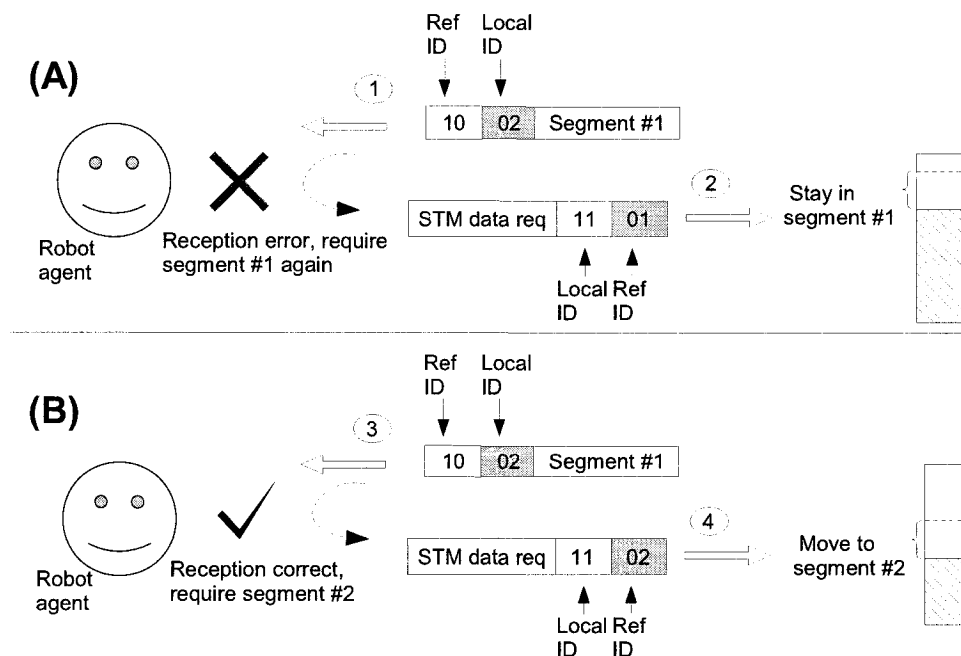 Ref ID
Local ID
(A)
1
10 02 Segment #1
2
Stay in segment #1
STM data req 11 01
Robot agent
Reception error, require segment #1 again
Local ID
Ref ID
Ref ID
Local ID
(B)
3
10 02 Segment #1
4
Move to segment #2
STM data req 11 02
Robot agent
Reception correct, require segment #2
Local ID
Ref ID